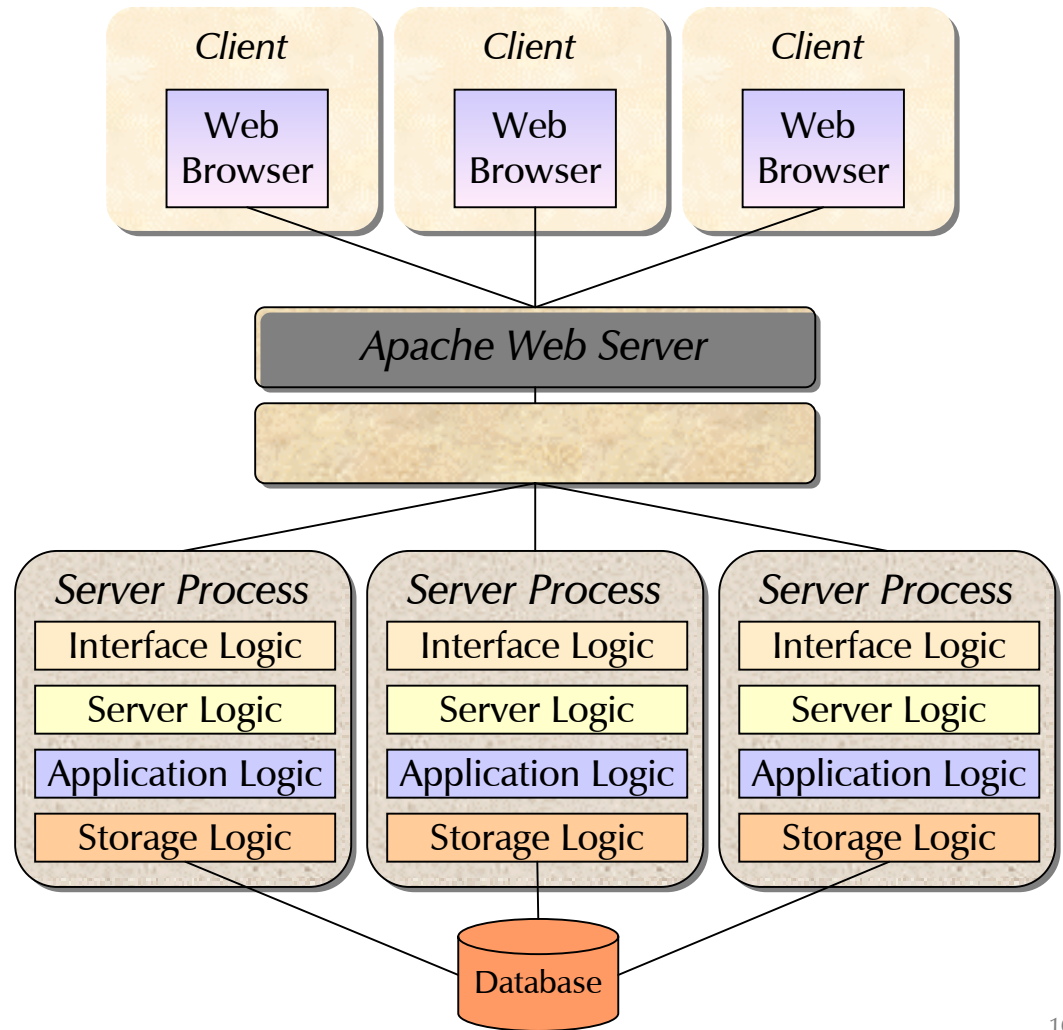 Client
Client
Client
Web
Browser
Web
Browser
Web
Browser
Apache Web Server
Server Process
Interface Logic
Server Logic
Application Logic
Storage Logic
Server Process
Interface Logic
Server Logic
Application Logic
Storage Logic
Server Process
Interface Logic
Server Logic
Application Logic
Storage Logic
Database